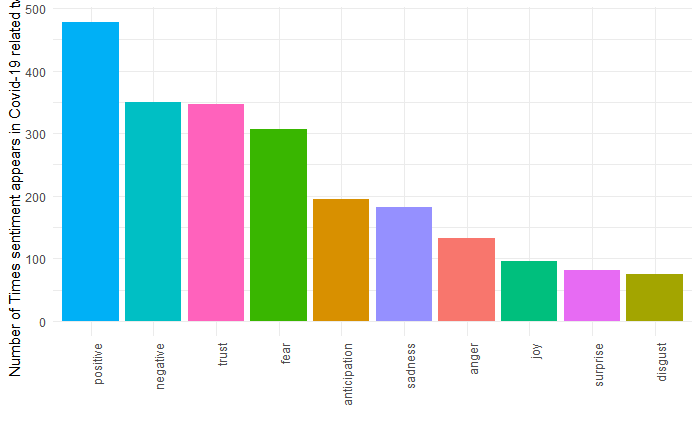 Number of Times sentiment appears in Covid-19 related
500
400
300
200
100
0
positive
negative
trust
fear
anticipation
sadness
anger
joy
surprise
disgust